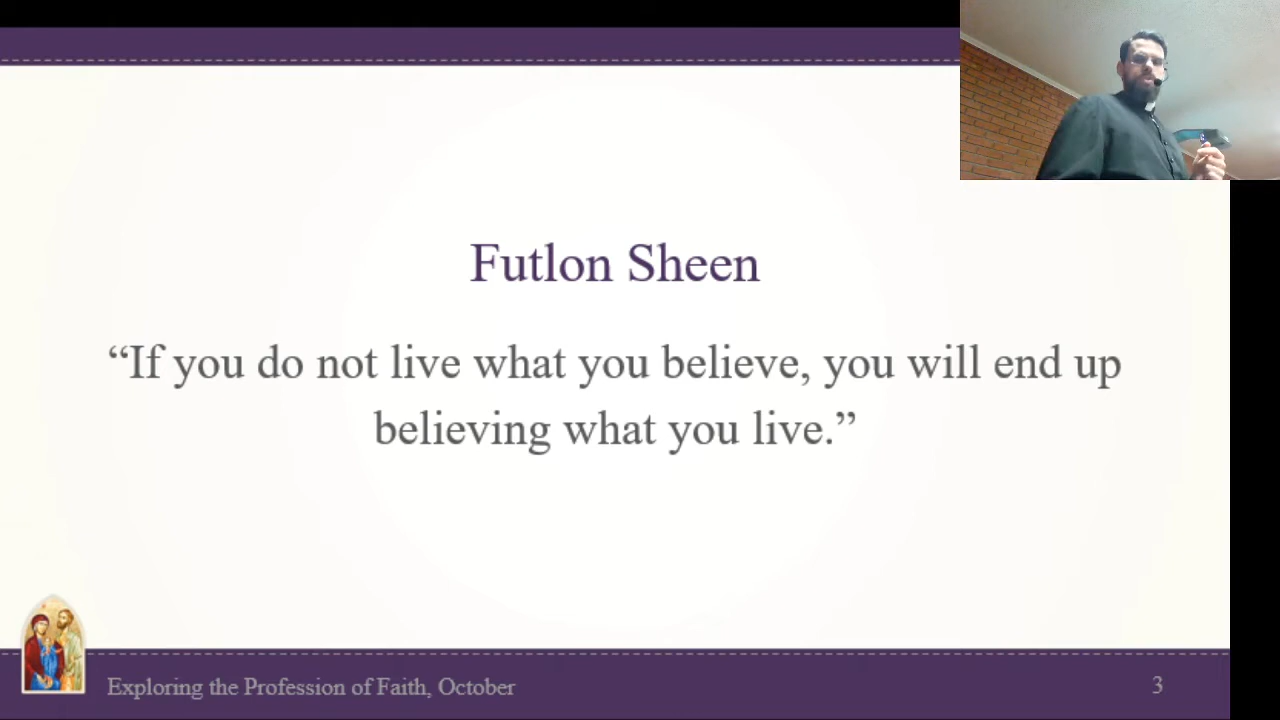 Futlon Sheen
“If you do not live what you believe, you will end up
believing what you live.”
Exploring the Profession of Faith, October
3